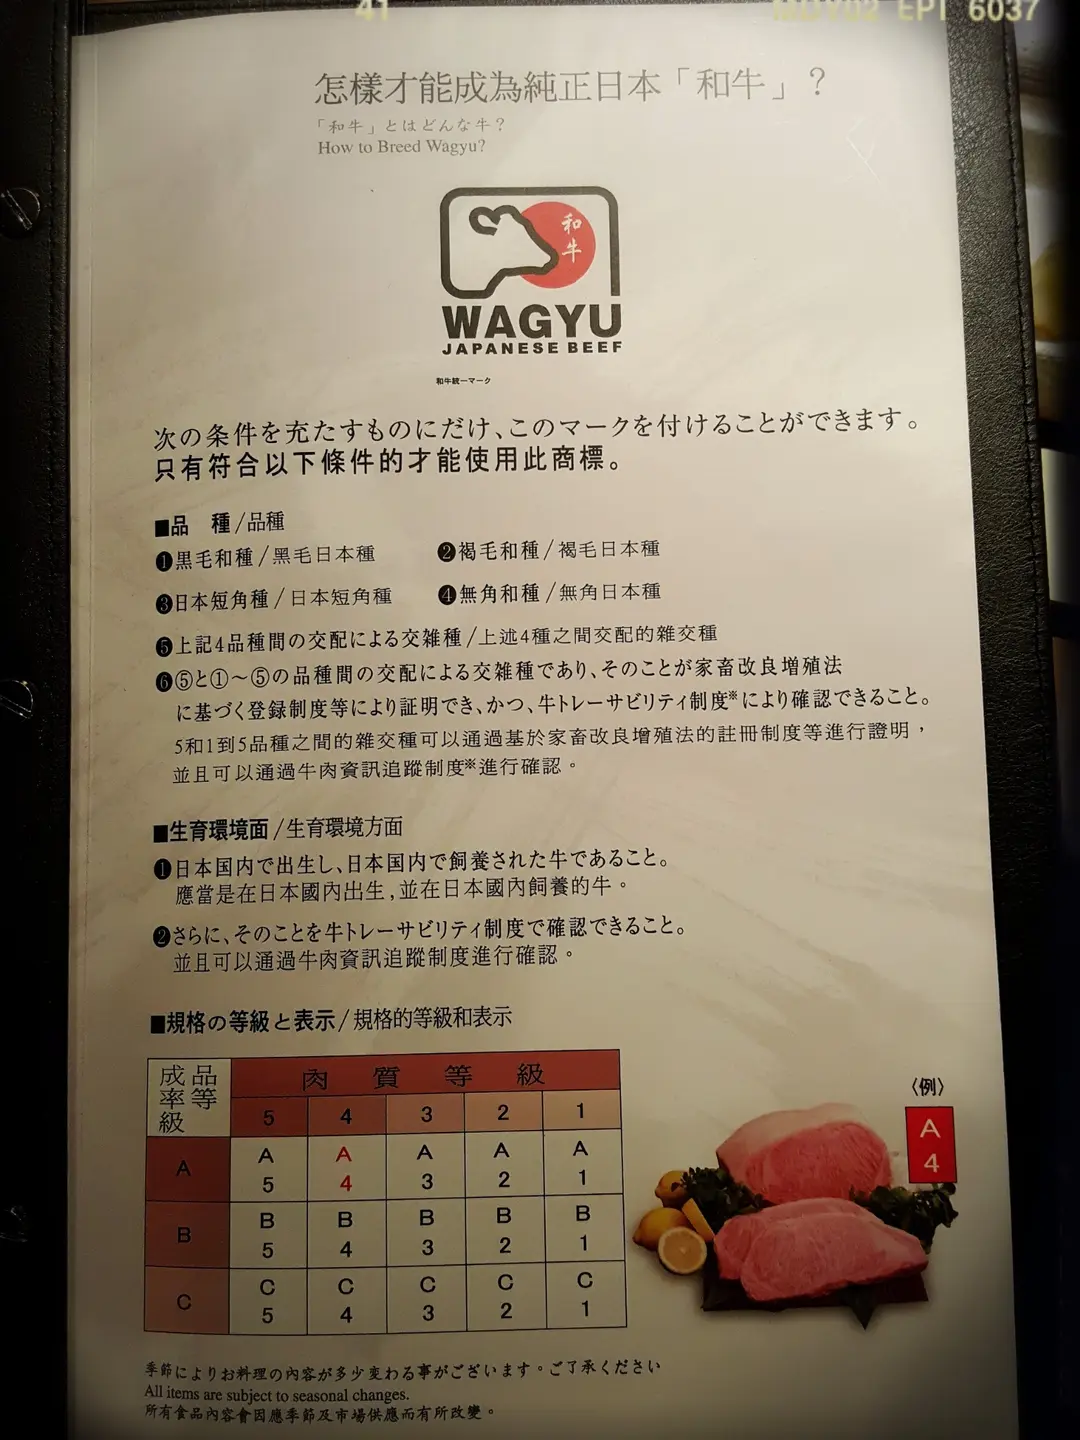 41
EPI 6037
怎樣才能成為純正日本「和牛」？
「和牛」とはどんな牛？
How to Breed Wagyu?
和牛
WAGYU
JAPANESE BEEF
和牛統一マーク
次の条件を充たすものにだけ、このマークを付けることができます。
只有符合以下條件的才能使用此商標。
■品　種/品種
❶黒毛和種/黑毛日本種
❷褐毛和種/褐毛日本種
❸日本短角種/日本短角種
❹無角和種/無角日本種
❺上記4品種間の交配による交雑種/上述4種之間交配的雜交種
❻⑤と①～⑤の品種間の交配による交雑種であり、そのことが家畜改良増殖法
に基づく登録制度等により証明でき、かつ、牛トレーサビリティ制度※により確認できること。
5和1到5品種之間的雜交種可以通過基於家畜改良增殖法的註冊制度等進行證明，
並且可以通過牛肉資訊追蹤制度※進行確認。
■生育環境面/生育環境方面
❶日本国内で出生し、日本国内で飼養された牛であること。
應當是在日本國內出生,並在日本國內飼養的牛。
❷さらに、そのことを牛トレーサビリティ制度で確認できること。
並且可以通過牛肉資訊追蹤制度進行確認。
■規格の等級と表示/規格的等級和表示
成率級 品等 肉質等級
5 4 3 2 1
A A5 A4 A3 A2 A1
B B5 B4 B3 B2 B1
C C5 C4 C3 C2 C1
〈例〉
A4
季節によりお料理の內容が多少変わる事がございます。ご了承ください
All items are subject to seasonal changes.
所有食品內容會因應季節及市場供應而有所改變。